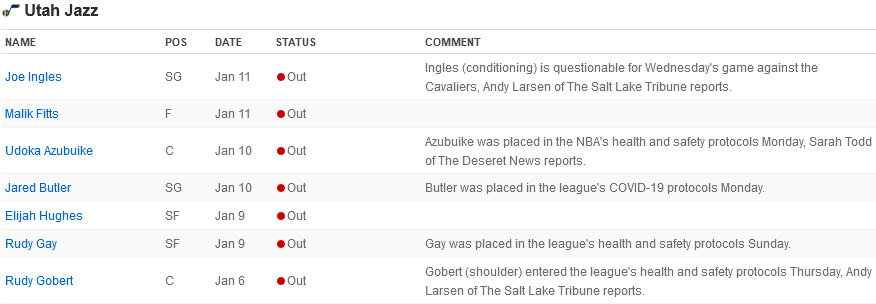 Utah Jazz
NAME POS DATE STATUS COMMENT
Joe Ingles SG Jan 11 Out Ingles (conditioning) is questionable for Wednesday's game against the
Cavaliers, Andy Larsen of The Salt Lake Tribune reports.
Malik Fitts F Jan 11 Out
Udoka Azubuike C Jan 10 Out Azubuike was placed in the NBA's health and safety protocols Monday, Sarah Todd
of The Deseret News reports.
Jared Butler SG Jan 10 Out Butler was placed in the league's COVID-19 protocols Monday.
Elijah Hughes SF Jan 9 Out
Rudy Gay SF Jan 9 Out Gay was placed in the league's health and safety protocols Sunday.
Rudy Gobert C Jan 6 Out Gobert (shoulder) entered the league's health and safety protocols Thursday, Andy
Larsen of The Salt Lake Tribune reports.